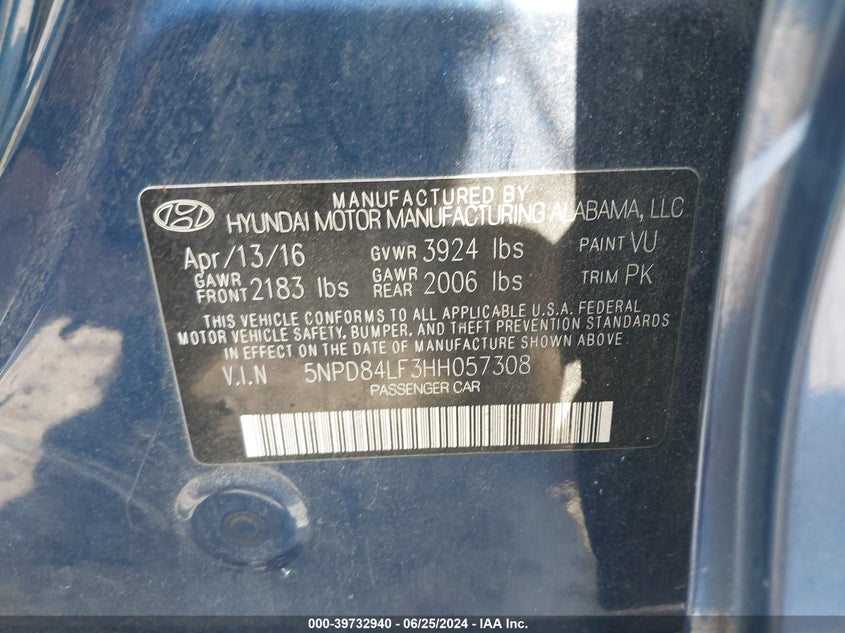 MANUFACTURED BY
HYUNDAI MOTOR MANUFACTURING ALABAMA, LLC
Apr/13/16 GVWR 3924 lbs PAINT VU
GAWR FRONT 2183 lbs GAWR REAR 2006 lbs TRIM PK
THIS VEHICLE CONFORMS TO ALL APPLICABLE U.S.A. FEDERAL
MOTOR VEHICLE SAFETY, BUMPER, AND THEFT PREVENTION STANDARDS
IN EFFECT ON THE DATE OF MANUFACTURE SHOWN ABOVE
V.I.N 5NPD84LF3HH057308
PASSENGER CAR
000-39732940 - 06/25/2024 - IAA Inc.